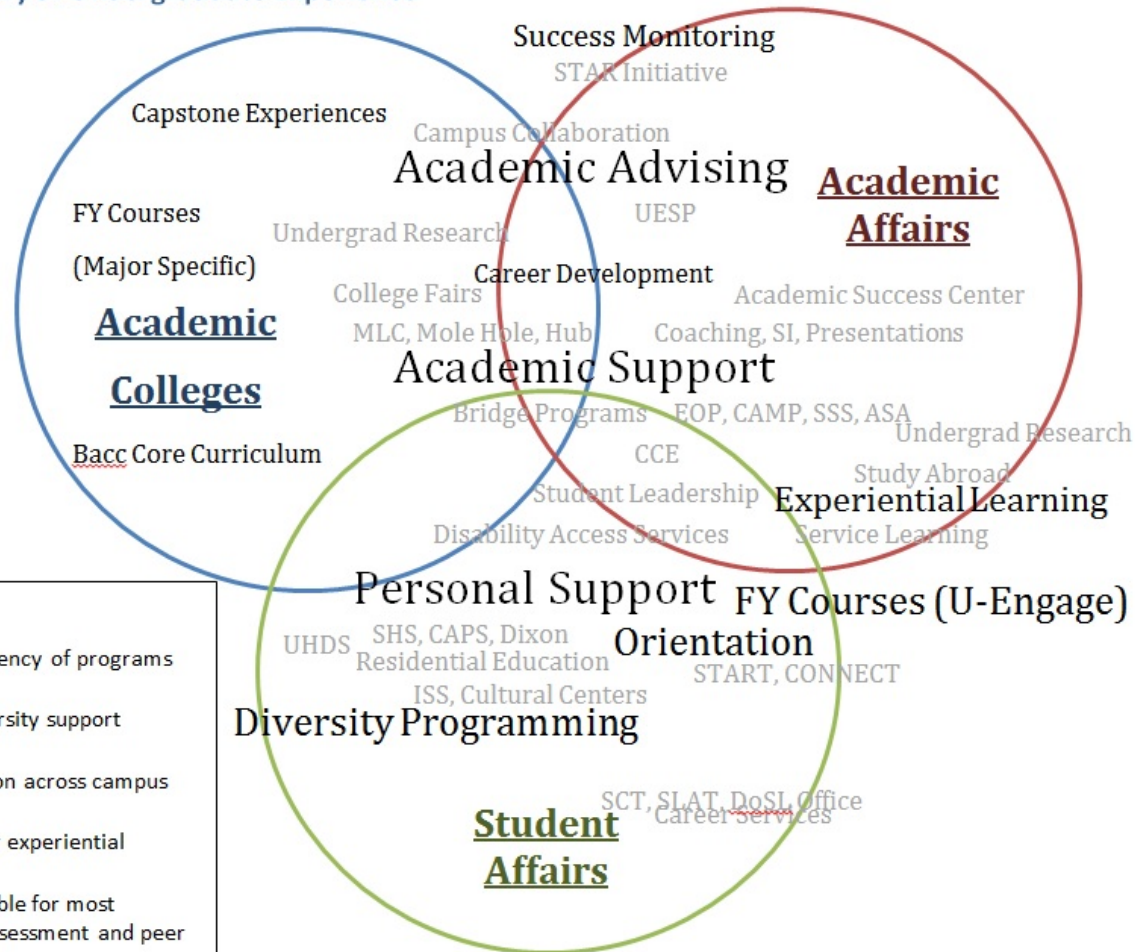 Success Monitoring
STAR Initiative
Capstone Experiences
Campus Collaboration
Academic Advising
Academic
Affairs
FY Courses
UESP
Undergrad Research
(Major Specific)
Career Development
College Fairs
Academic Success Center
Academic
MLC, Mole Hole, Hub
Coaching, SI, Presentations
Academic Support
Colleges
Bridge Programs
EOP, CAMP, SSS, ASA
Undergrad Research
Bacc Core Curriculum
CCE
Study Abroad
Student Leadership
Experiential Learning
Disability Access Services
Service Learning
Personal Support
FY Courses (U-Engage)
UHDS
SHS, CAPS, Dixon
Orientation
Residential Education
START, CONNECT
ISS, Cultural Centers
Diversity Programming
SCT, SLAT, DoSL Office
Career Services
Student
Affairs
of programs
support
across campus
experiential
for most
and peer